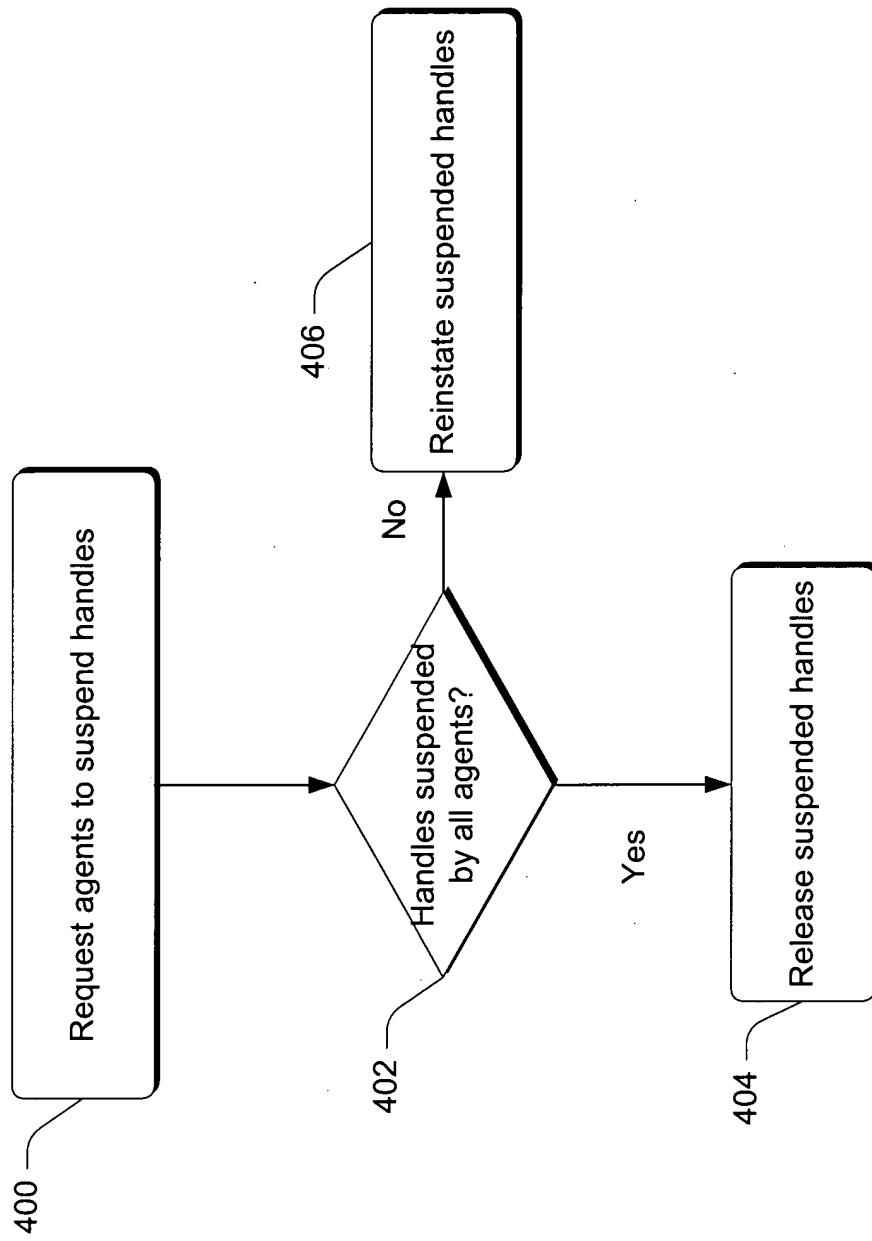 400
Request agents to suspend handles
402
Handles suspended
by all agents?
No
406
Reinstate suspended handles
Yes
404
Release suspended handles